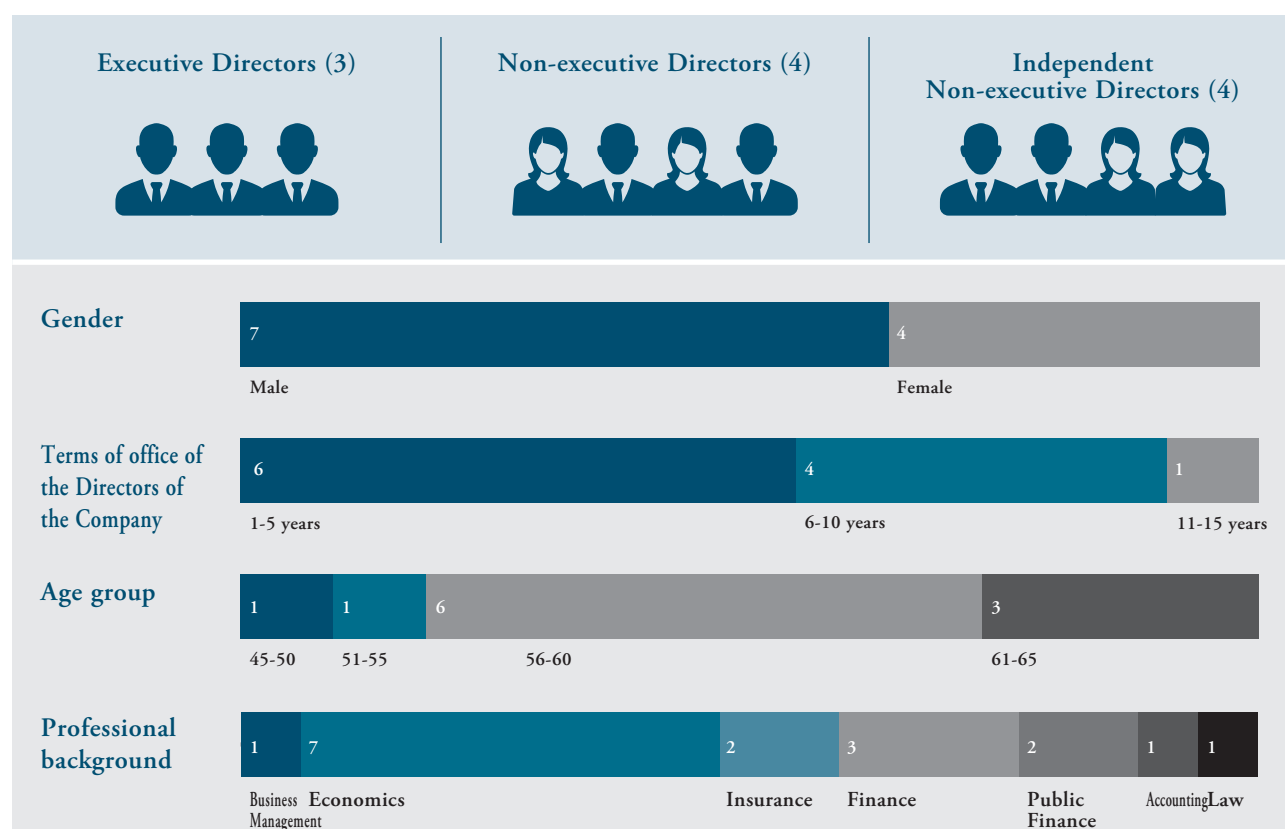 Executive Directors (3)
Non-executive Directors (4)
Independent
Non-executive Directors (4)
Gender
7
4
Male
Female
Terms of office of
the Directors of
the Company
6
4
1
1-5 years
6-10 years
11-15 years
Age group
1
1
6
3
45-50
51-55
56-60
61-65
Professional
background
1
7
2
3
2
1
1
Business
Management
Economics
Insurance
Finance
Public
Finance
Accounting
Law